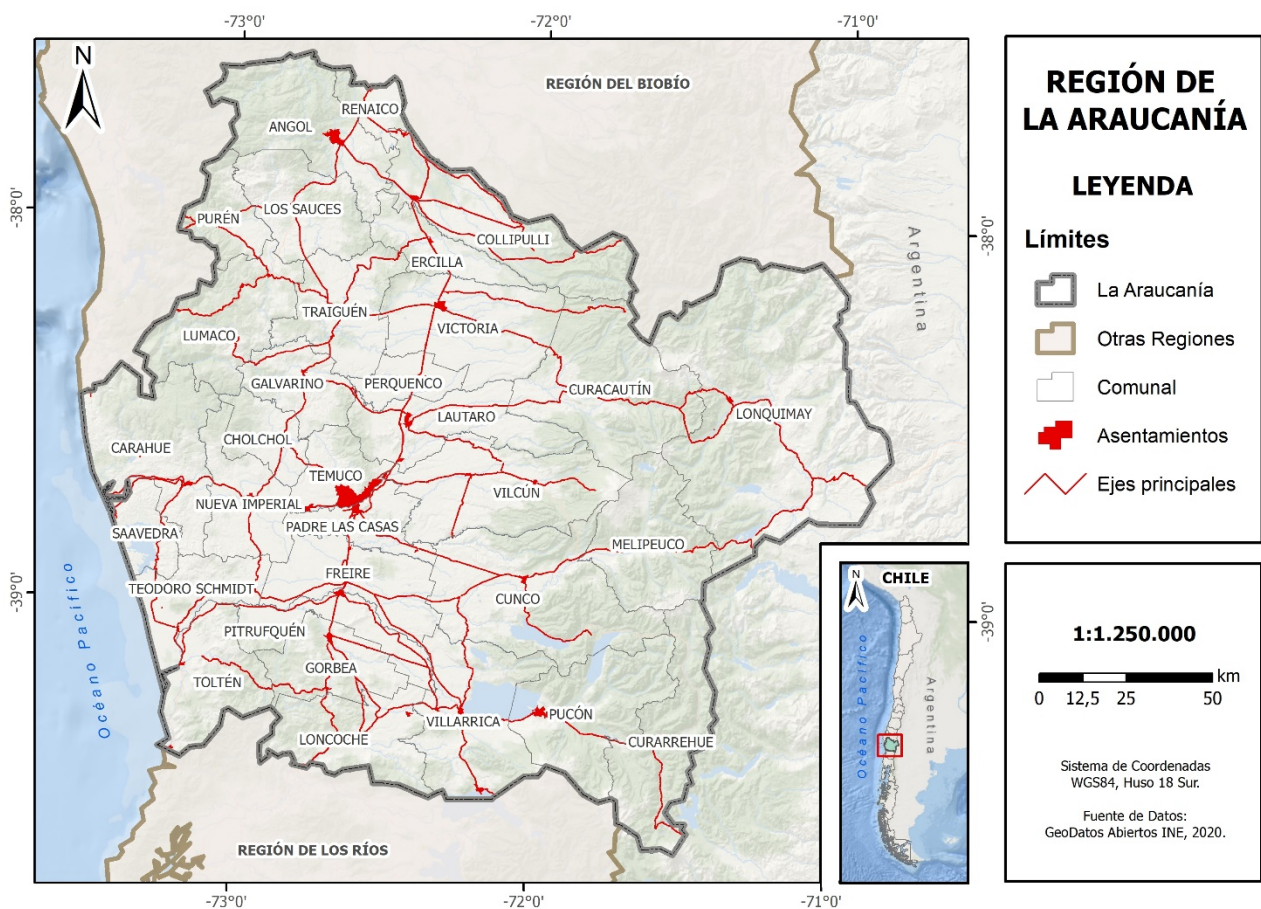 -73°0'
-72°0'
-71°0'
N
REGIÓN DEL BIOBÍO
RENAICO
ANGOL
-38°0'
-38°0'
LOS SAUCES
PURÉN
COLLIPULLI
Argentina
ERCILLA
TRAIGUÉN
VICTORIA
LUMACO
GALVARINO
PERQUENCO
CURACAUTÍN
LONQUIMAY
LAUTARO
CHOLCHOL
CARAHUE
TEMUCO
VILCÚN
NUEVA IMPERIAL
PADRE LAS CASAS
SAAVEDRA
MELIPEUCO
FREIRE
TEODORO SCHMIDT
CUNCO
-39°0'
-39°0'
PITRUFQUÉN
GORBEA
TOLTÉN
Océano Pacífico
VILLARRICA
PUCÓN
LONCOCHE
CURARREHUE
REGIÓN DE LOS RÍOS
-73°0'
-72°0'
-71°0'
N
CHILE
Océano Pacífico
Argentina
REGIÓN DE
LA ARAUCANÍA
LEYENDA
Límites
La Araucanía
Otras Regiones
Comunal
Asentamientos
Ejes principales
1:1.250.000
km
0 12,5 25 50
Sistema de Coordenadas
WGS84, Huso 18 Sur.
Fuente de Datos:
GeoDatos Abiertos INE, 2020.